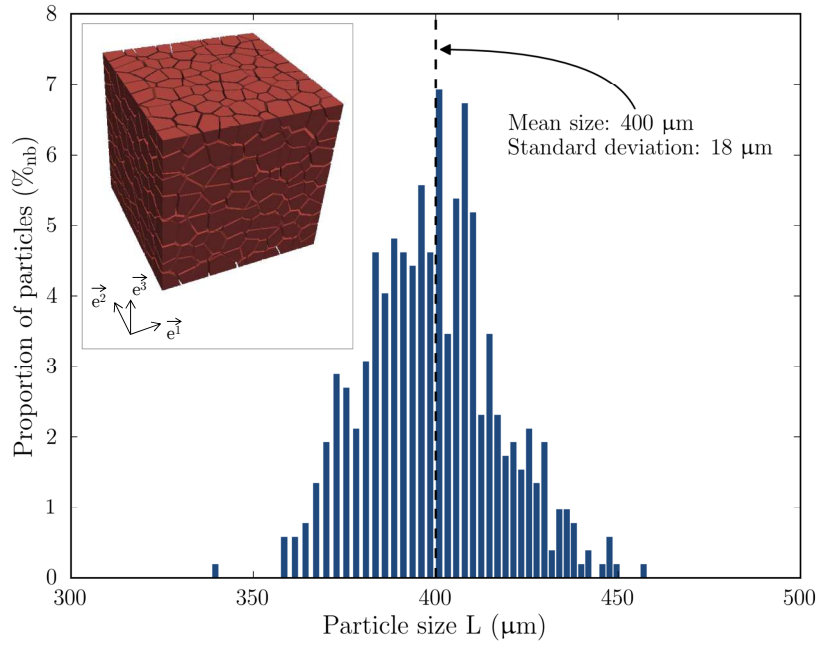 8
7
6
5
4
3
2
1
0
Proportion of particles (%nb)
Mean size: 400 μm
Standard deviation: 18 μm
e2
e3
e1
300
350
400
450
500
Particle size L (μm)